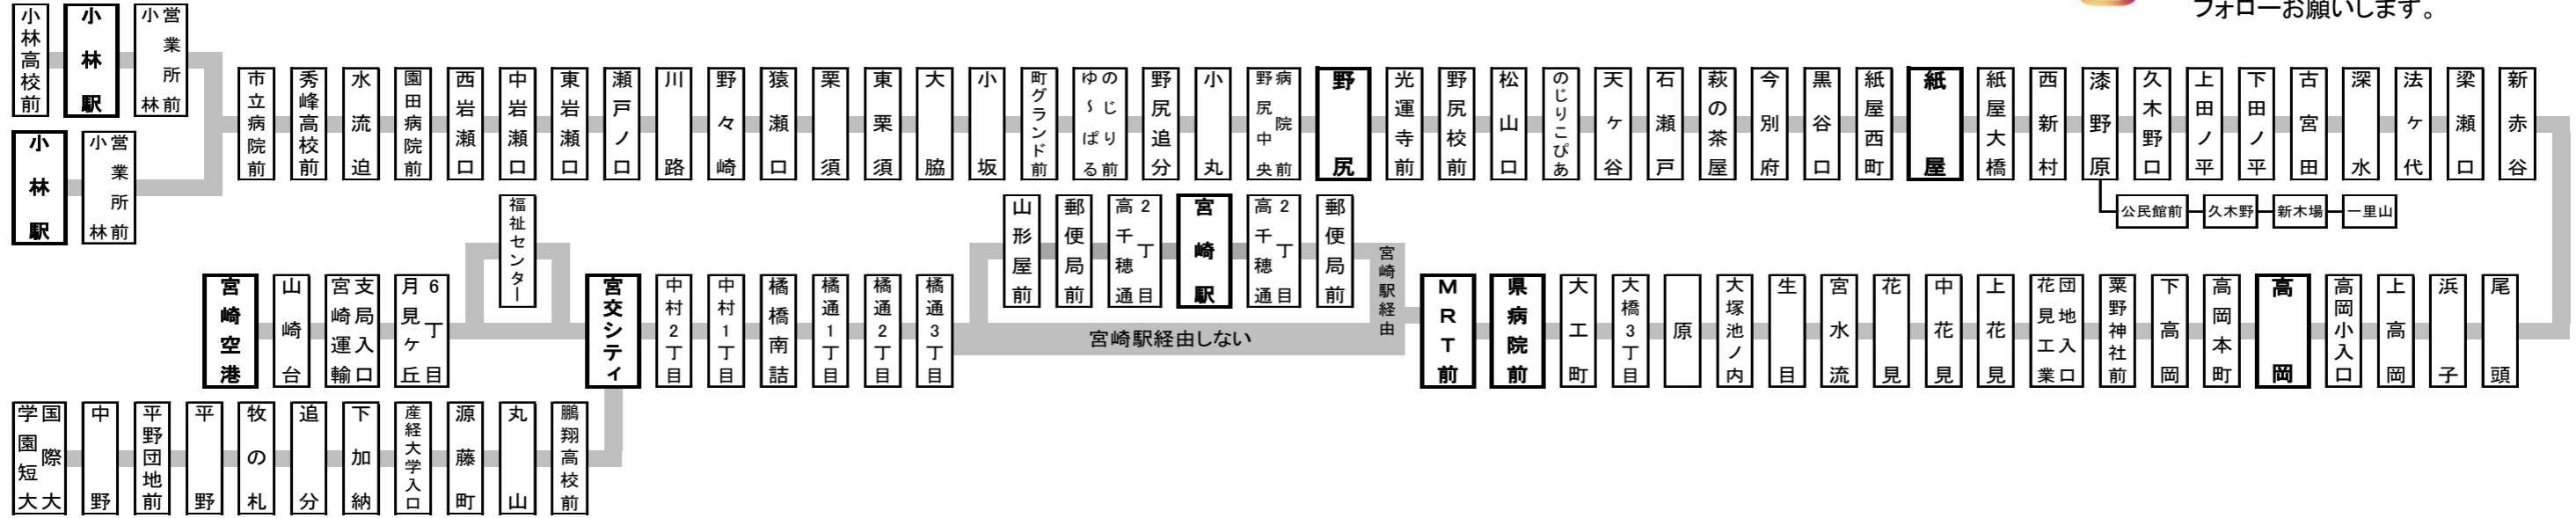 フォローお願いします。
小林高校前
小林駅
小林営業所前
小林駅
小林営業所前
市立病院前
秀峰高校前
水流迫
園田病院前
西岩瀬口
中岩瀬口
東岩瀬口
瀬戸ノ口
川路
野々崎
猿瀬口
栗須
東栗須
大脇
小坂
町グランド前
のじりゆ～ぱる前
野尻追分
小丸
野尻中央病院前
野尻
光運寺前
野尻校前
松山口
のじりこぴあ
天ケ谷
石瀬戸
萩の茶屋
今別府
黒谷口
紙屋西町
紙屋
紙屋大橋
西新村
漆野原
久木野口
上田ノ平
下田ノ平
古宮田
深水
法ケ代
梁瀬口
新赤谷
公民館前
久木野
新木場
一里山
福祉センター
山形屋前
郵便局前
高千穂通2丁目
宮崎駅
高千穂通2丁目
郵便局前
宮崎駅経由
宮崎空港
山崎台
宮崎運輸支局入口
月見ケ丘6丁目
宮交シティ
中村2丁目
中村1丁目
橘橋南詰
橘通1丁目
橘通2丁目
橘通3丁目
宮崎駅経由しない
MRT前
県病院前
大工町
大橋3丁目
原
大塚池ノ内
生目
宮水流
花見
中花見
上花見
花見工業団地入口
粟野神社前
下高岡
高岡本町
高岡
高岡小入口
上高岡
浜子
尾頭
学園短大国際大
中野
平野団地前
平野
牧の札
追分
下加納
産経大学入口
源藤町
丸山
鵬翔高校前